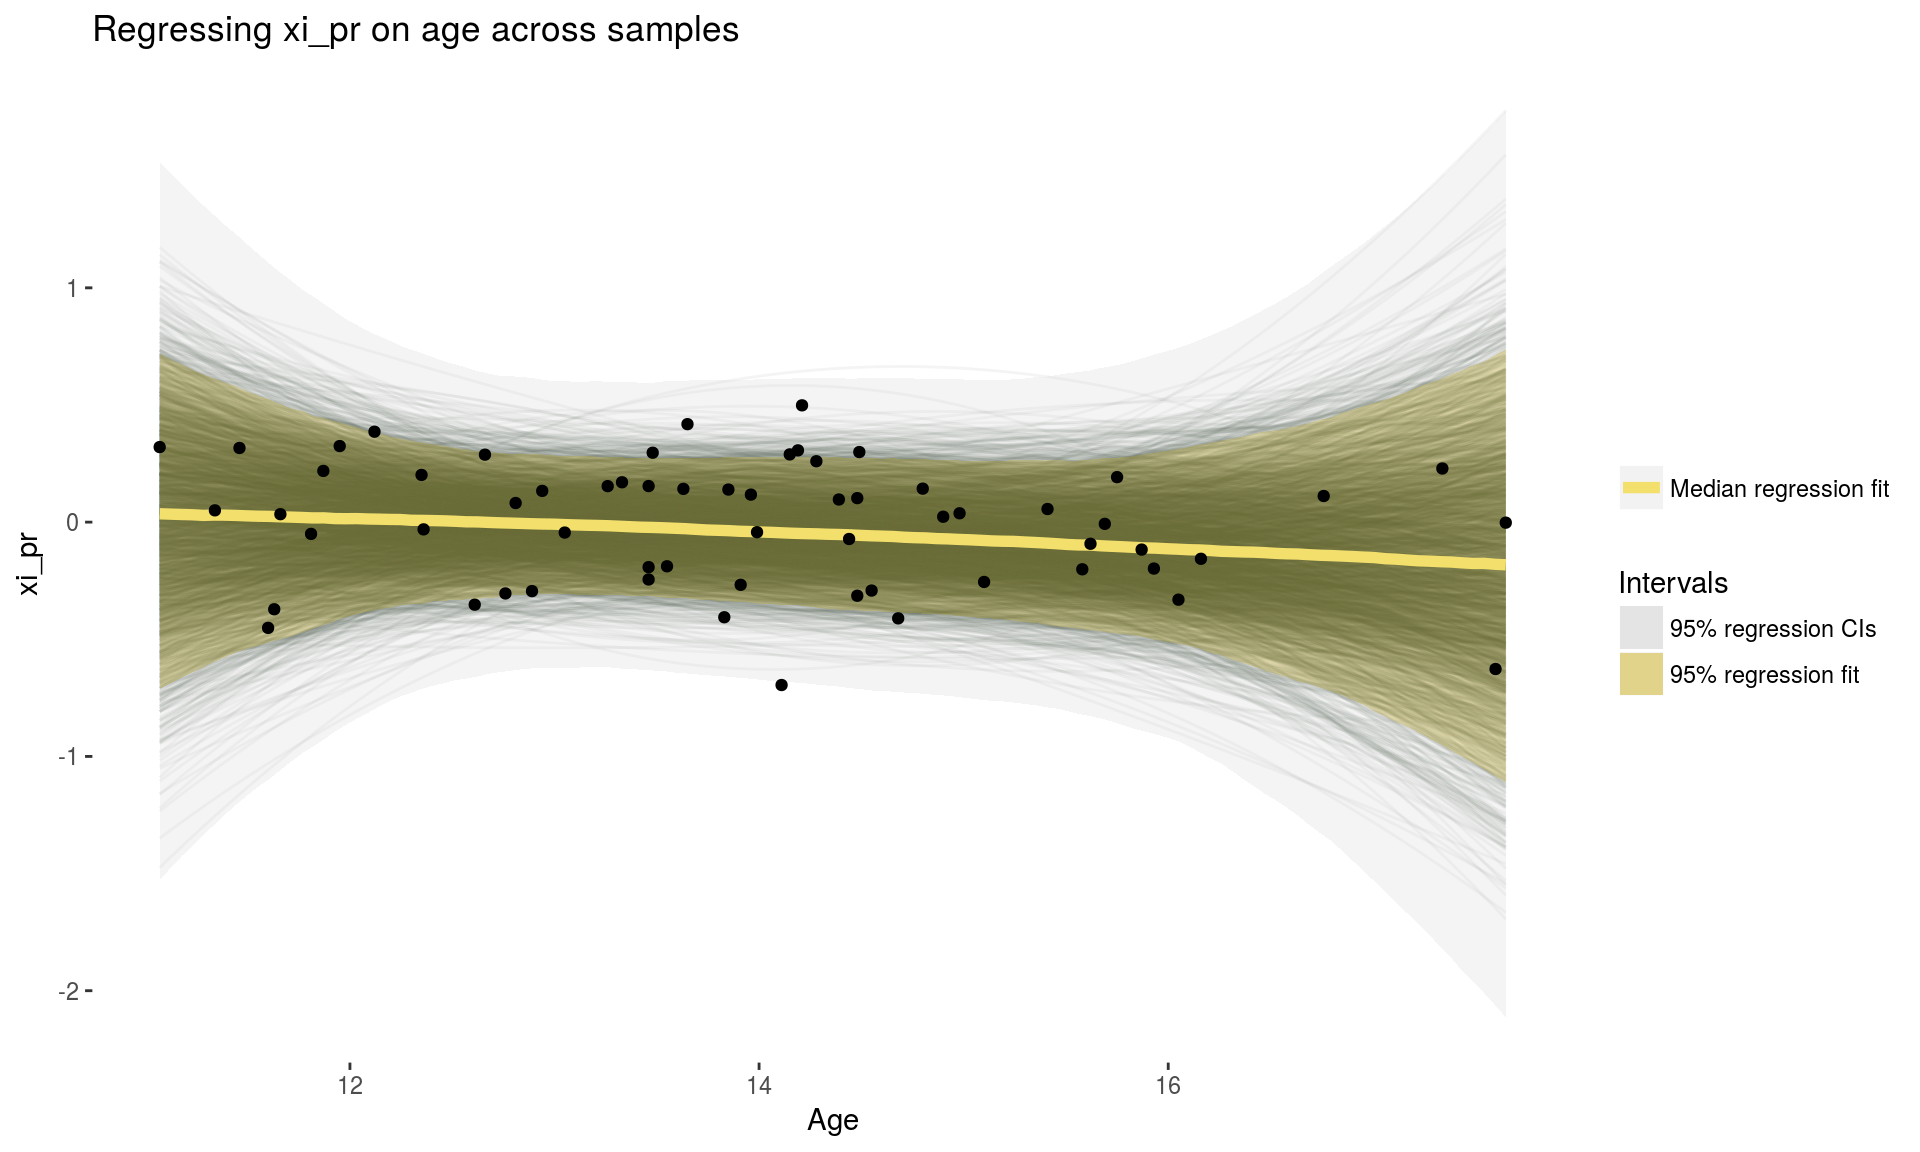 Regressing xi_pr on age across samples
1
0
-1
-2
xi_pr
12
14
16
Age
Median regression fit
Intervals
95% regression CIs
95% regression fit